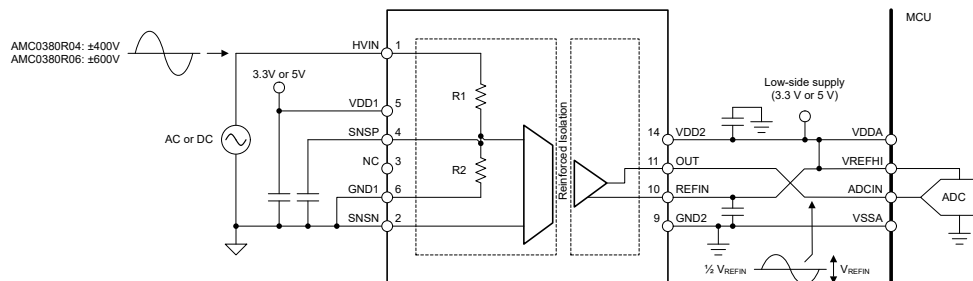 MCU
AMC0380R04: ±400V
AMC0380R06: ±600V
HVIN 1
3.3V or 5V
Low-side supply
(3.3 V or 5 V)
R1
VDD1 5
AC or DC
SNSP 4
14 VDD2
VDDA
Reinforced Isolation
NC 3
R2
11 OUT
VREFHI
GND1 6
10 REFIN
ADCIN
ADC
SNSN 2
9 GND2
VSSA
½ VREFIN
VREFIN